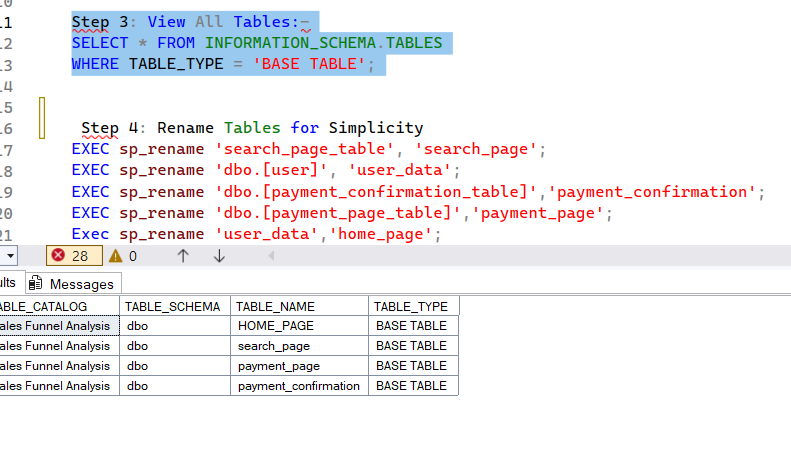 11 Step 3: View All Tables:-
12 SELECT * FROM INFORMATION_SCHEMA.TABLES
13 WHERE TABLE_TYPE = 'BASE TABLE';
14
15
16 Step 4: Rename Tables for Simplicity
17 EXEC sp_rename 'search_page_table', 'search_page';
18 EXEC sp_rename 'dbo.[user]', 'user_data';
19 EXEC sp_rename 'dbo.[payment_confirmation_table]','payment_confirmation';
20 EXEC sp_rename 'dbo.[payment_page_table]','payment_page';
21 Exec sp_rename 'user_data','home_page';
28 0
ults Messages
ABLE_CATALOG TABLE_SCHEMA TABLE_NAME TABLE_TYPE
ales Funnel Analysis dbo HOME_PAGE BASE TABLE
ales Funnel Analysis dbo search_page BASE TABLE
ales Funnel Analysis dbo payment_page BASE TABLE
ales Funnel Analysis dbo payment_confirmation BASE TABLE